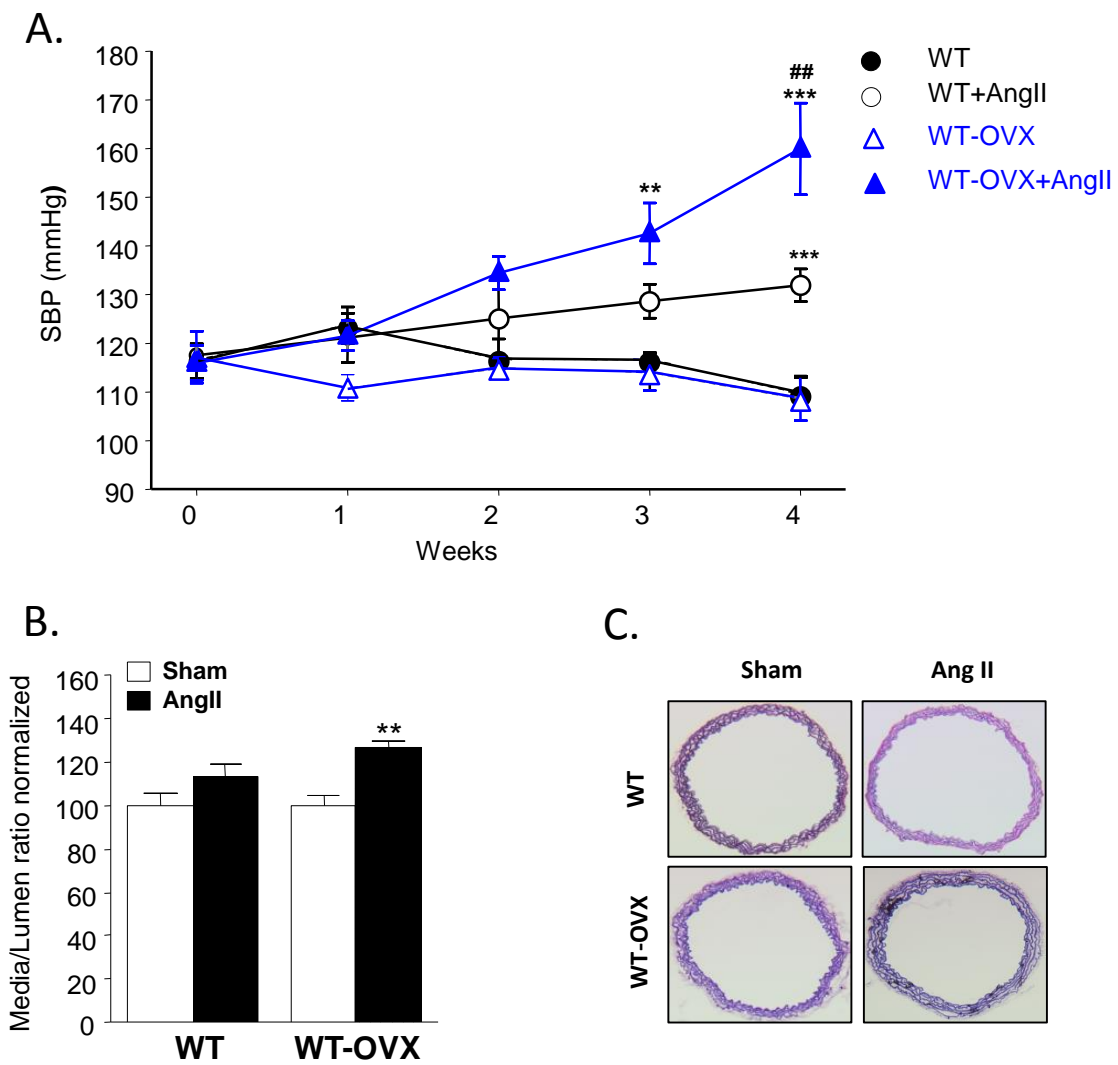 A.
180
170
160
150
140
130
120
110
100
90
SBP (mmHg)
0 1 2 3 4
Weeks
##
***
**
***
WT
WT+AngII
WT-OVX
WT-OVX+AngII
B.
Sham
AngII
160
140
120
100
80
60
40
20
0
Media/Lumen ratio normalized
**
WT WT-OVX
C.
Sham Ang II
WT
WT-OVX